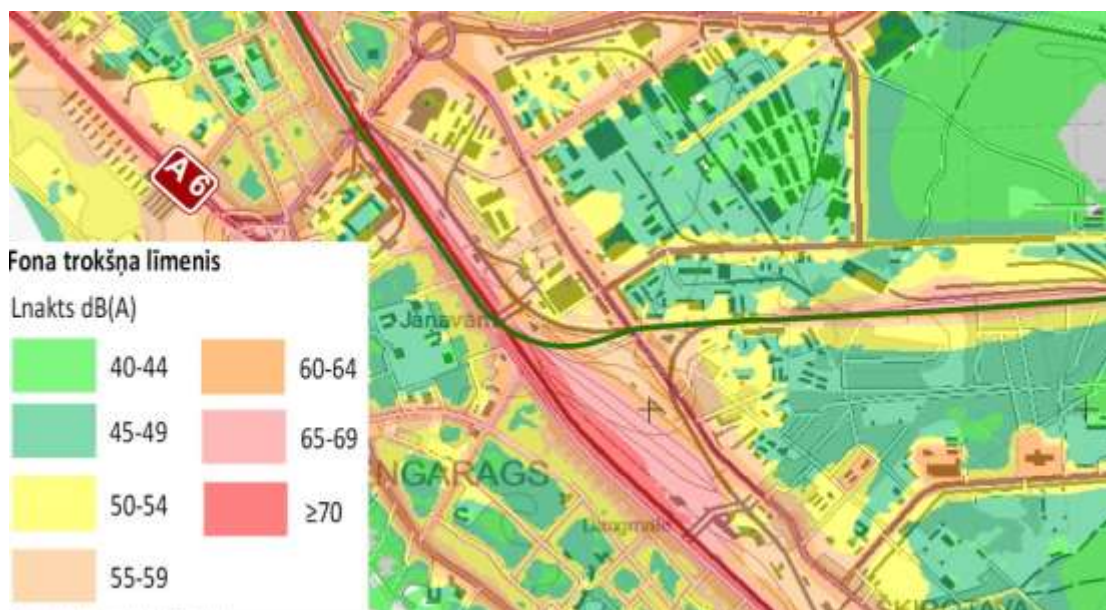 A 6
Fona trokšņa līmenis
Lnakts dB(A)
40-44
60-64
45-49
65-69
50-54
≥70
55-59
NGARAGS